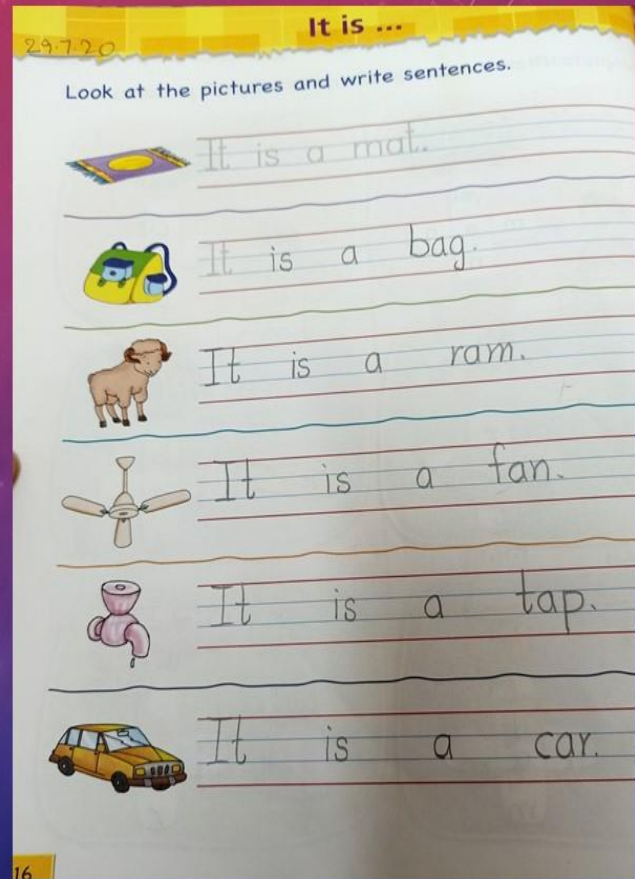 It is ...
29.7.20
Look at the pictures and write sentences.
It is a mat.
It is a bag.
It is a ram.
It is a fan.
It is a tap.
It is a car.
16